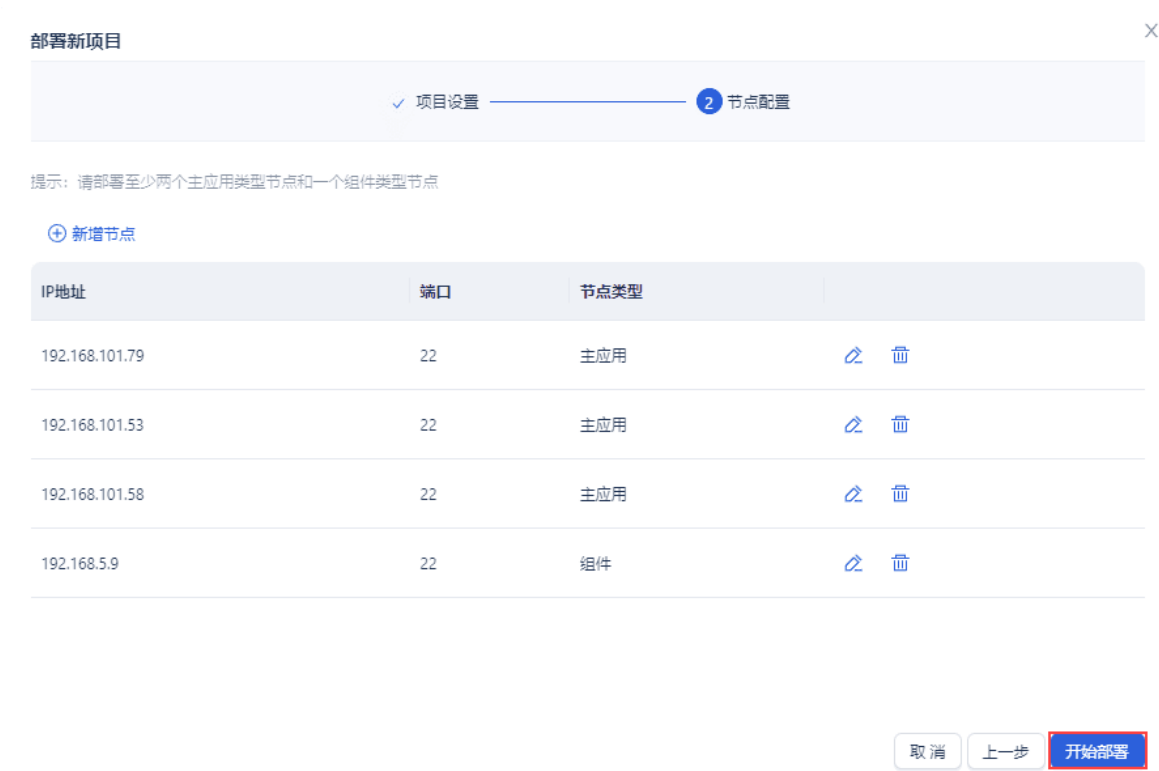 部署新项目
项目设置 2 节点配置
提示：请部署至少两个主应用类型节点和一个组件类型节点
新增节点
IP地址 端口 节点类型
192.168.101.79 22 主应用
192.168.101.53 22 主应用
192.168.101.58 22 主应用
192.168.5.9 22 组件
取 消 上一步 开始部署